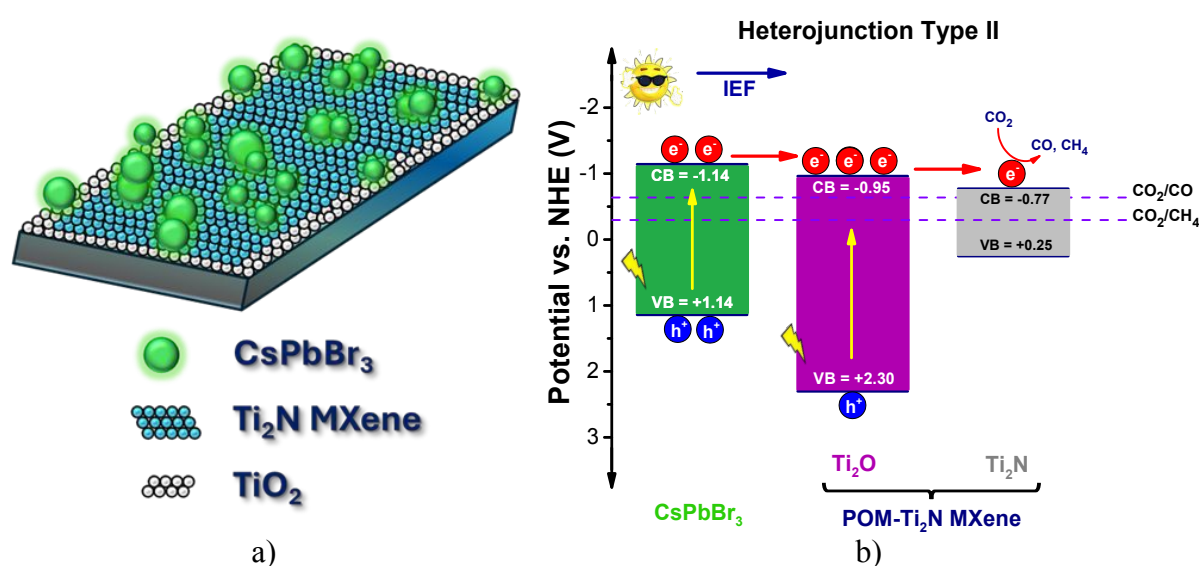 CsPbBr₃
Ti₂N MXene
TiO₂
a)
Heterojunction Type II
IEF
Potential vs. NHE (V)
-2
-1
0
1
2
3
e⁻ e⁻
CB = -1.14
VB = +1.14
h⁺ h⁺
CsPbBr₃
e⁻ e⁻ e⁻
CB = -0.95
VB = +2.30
h⁺
Ti₂O
CO₂
CO, CH₄
e⁻
CB = -0.77
VB = +0.25
Ti₂N
CO₂/CO
CO₂/CH₄
POM-Ti₂N MXene
b)